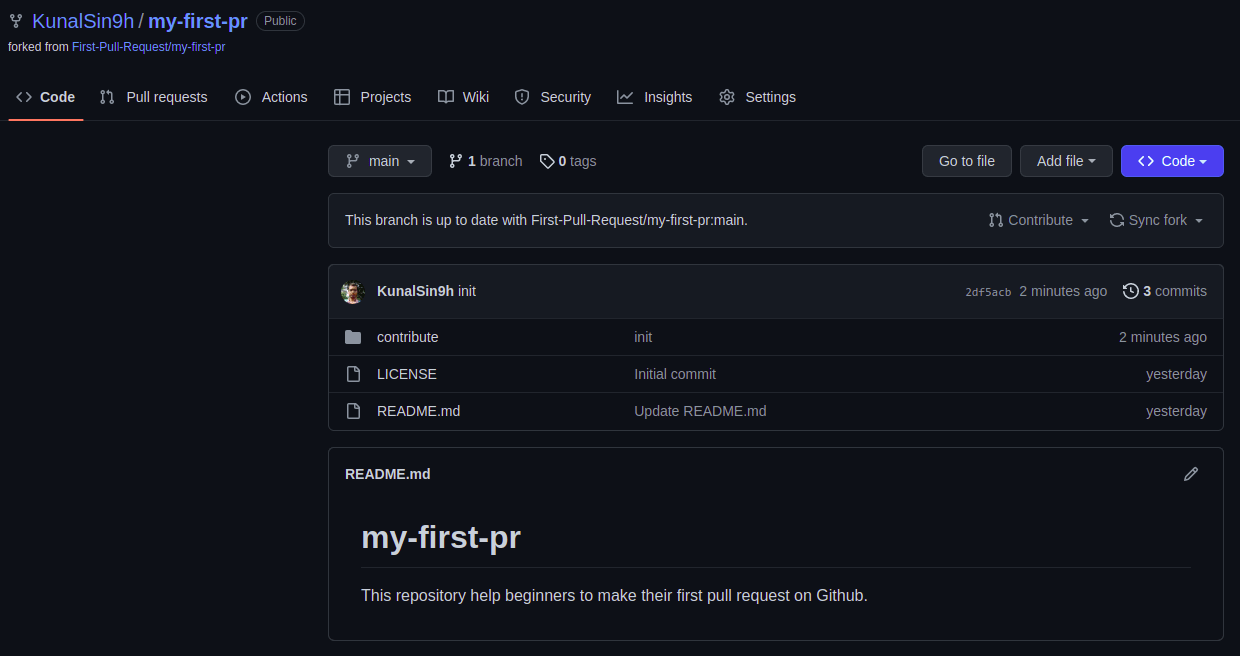 KunalSin9h / my-first-pr Public
forked from First-Pull-Request/my-first-pr
Code Pull requests Actions Projects Wiki Security Insights Settings
main 1 branch 0 tags Go to file Add file Code
This branch is up to date with First-Pull-Request/my-first-pr:main. Contribute Sync fork
KunalSin9h init 2df5acb 2 minutes ago 3 commits
contribute init 2 minutes ago
LICENSE Initial commit yesterday
README.md Update README.md yesterday
README.md
my-first-pr
This repository help beginners to make their first pull request on Github.